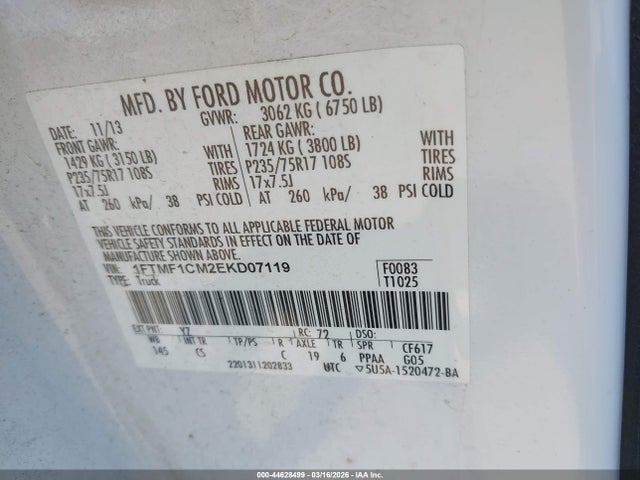 MFD. BY FORD MOTOR CO.
DATE: 11/13 GVWR: 3062 KG ( 6750 LB)
FRONT GAWR: REAR GAWR:
1429 KG ( 3150 LB) WITH 1724 KG ( 3800 LB) WITH
P235/75R17 108S TIRES P235/75R17 108S TIRES
17x7.5J RIMS 17x7.5J RIMS
AT 260 kPa/ 38 PSI COLD AT 260 kPa/ 38 PSI COLD
THIS VEHICLE CONFORMS TO ALL APPLICABLE FEDERAL MOTOR
VEHICLE SAFETY STANDARDS IN EFFECT ON THE DATE OF
MANUFACTURE SHOWN ABOVE.
VIN: 1FTMF1CM2EKD07119 F0083
TYPE: Truck T1025
EXT PNT: YZ RC: 72 DSO:
WB INT TR TP/PS R AXLE TR SPR CF617
145 CS C 19 6 PPAA G05
2201311202833 UTC ▽5U5A-1520472-BA
000-44628499 | 03/16/2026 | IAA Inc.